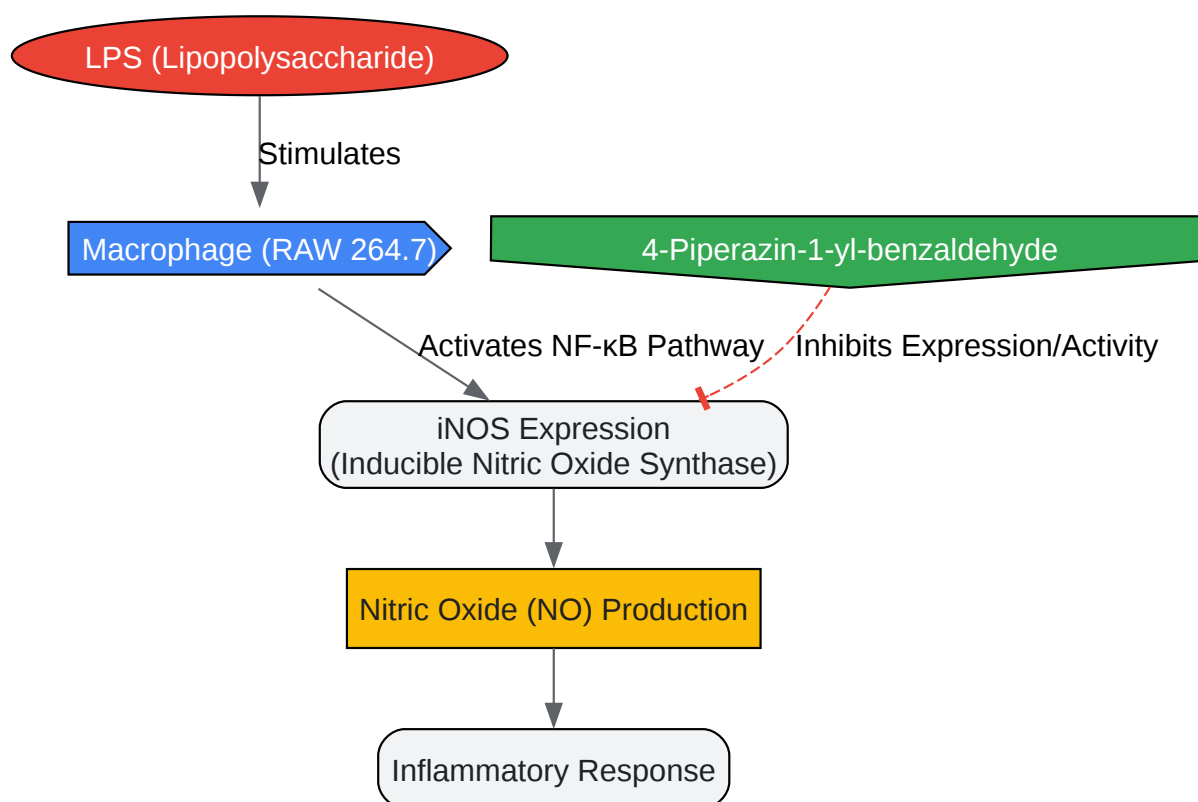 LPS (Lipopolysaccharide)
Stimulates
Macrophage (RAW 264.7)
4-Piperazin-1-yl-benzaldehyde
Activates NF-κB Pathway
Inhibits Expression/Activity
iNOS Expression
(Inducible Nitric Oxide Synthase)
Nitric Oxide (NO) Production
Inflammatory Response